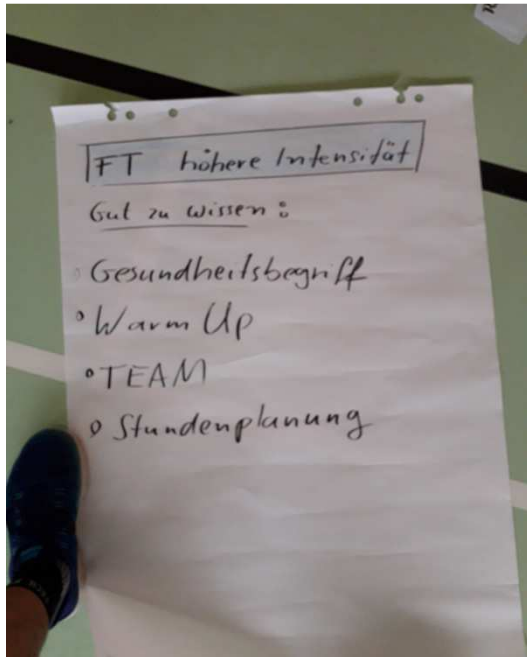 FT höhere Intensität
Gut zu wissen:
Gesundheitsbegriff
Warm Up
TEAM
Stundenplanung